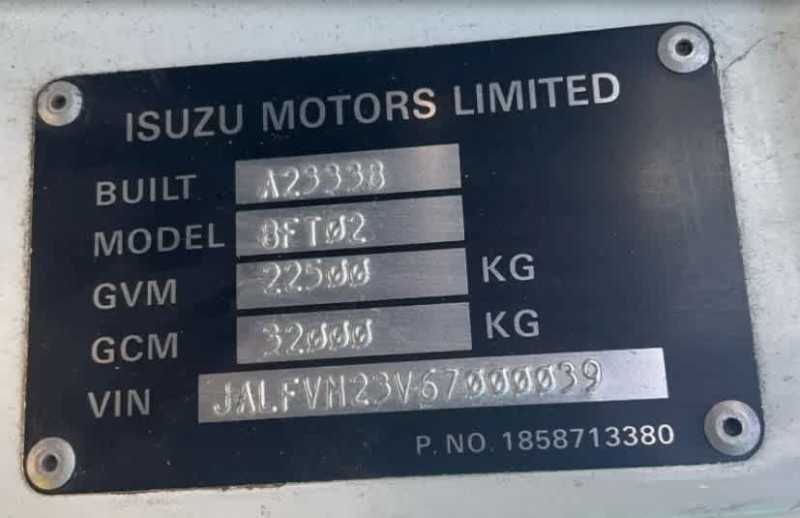 ISUZU MOTORS LIMITED
BUILT A23338
MODEL 8FT02
GVM 22500 KG
GCM 32000 KG
VIN JALFVM23V67000039
P. NO. 1858713380